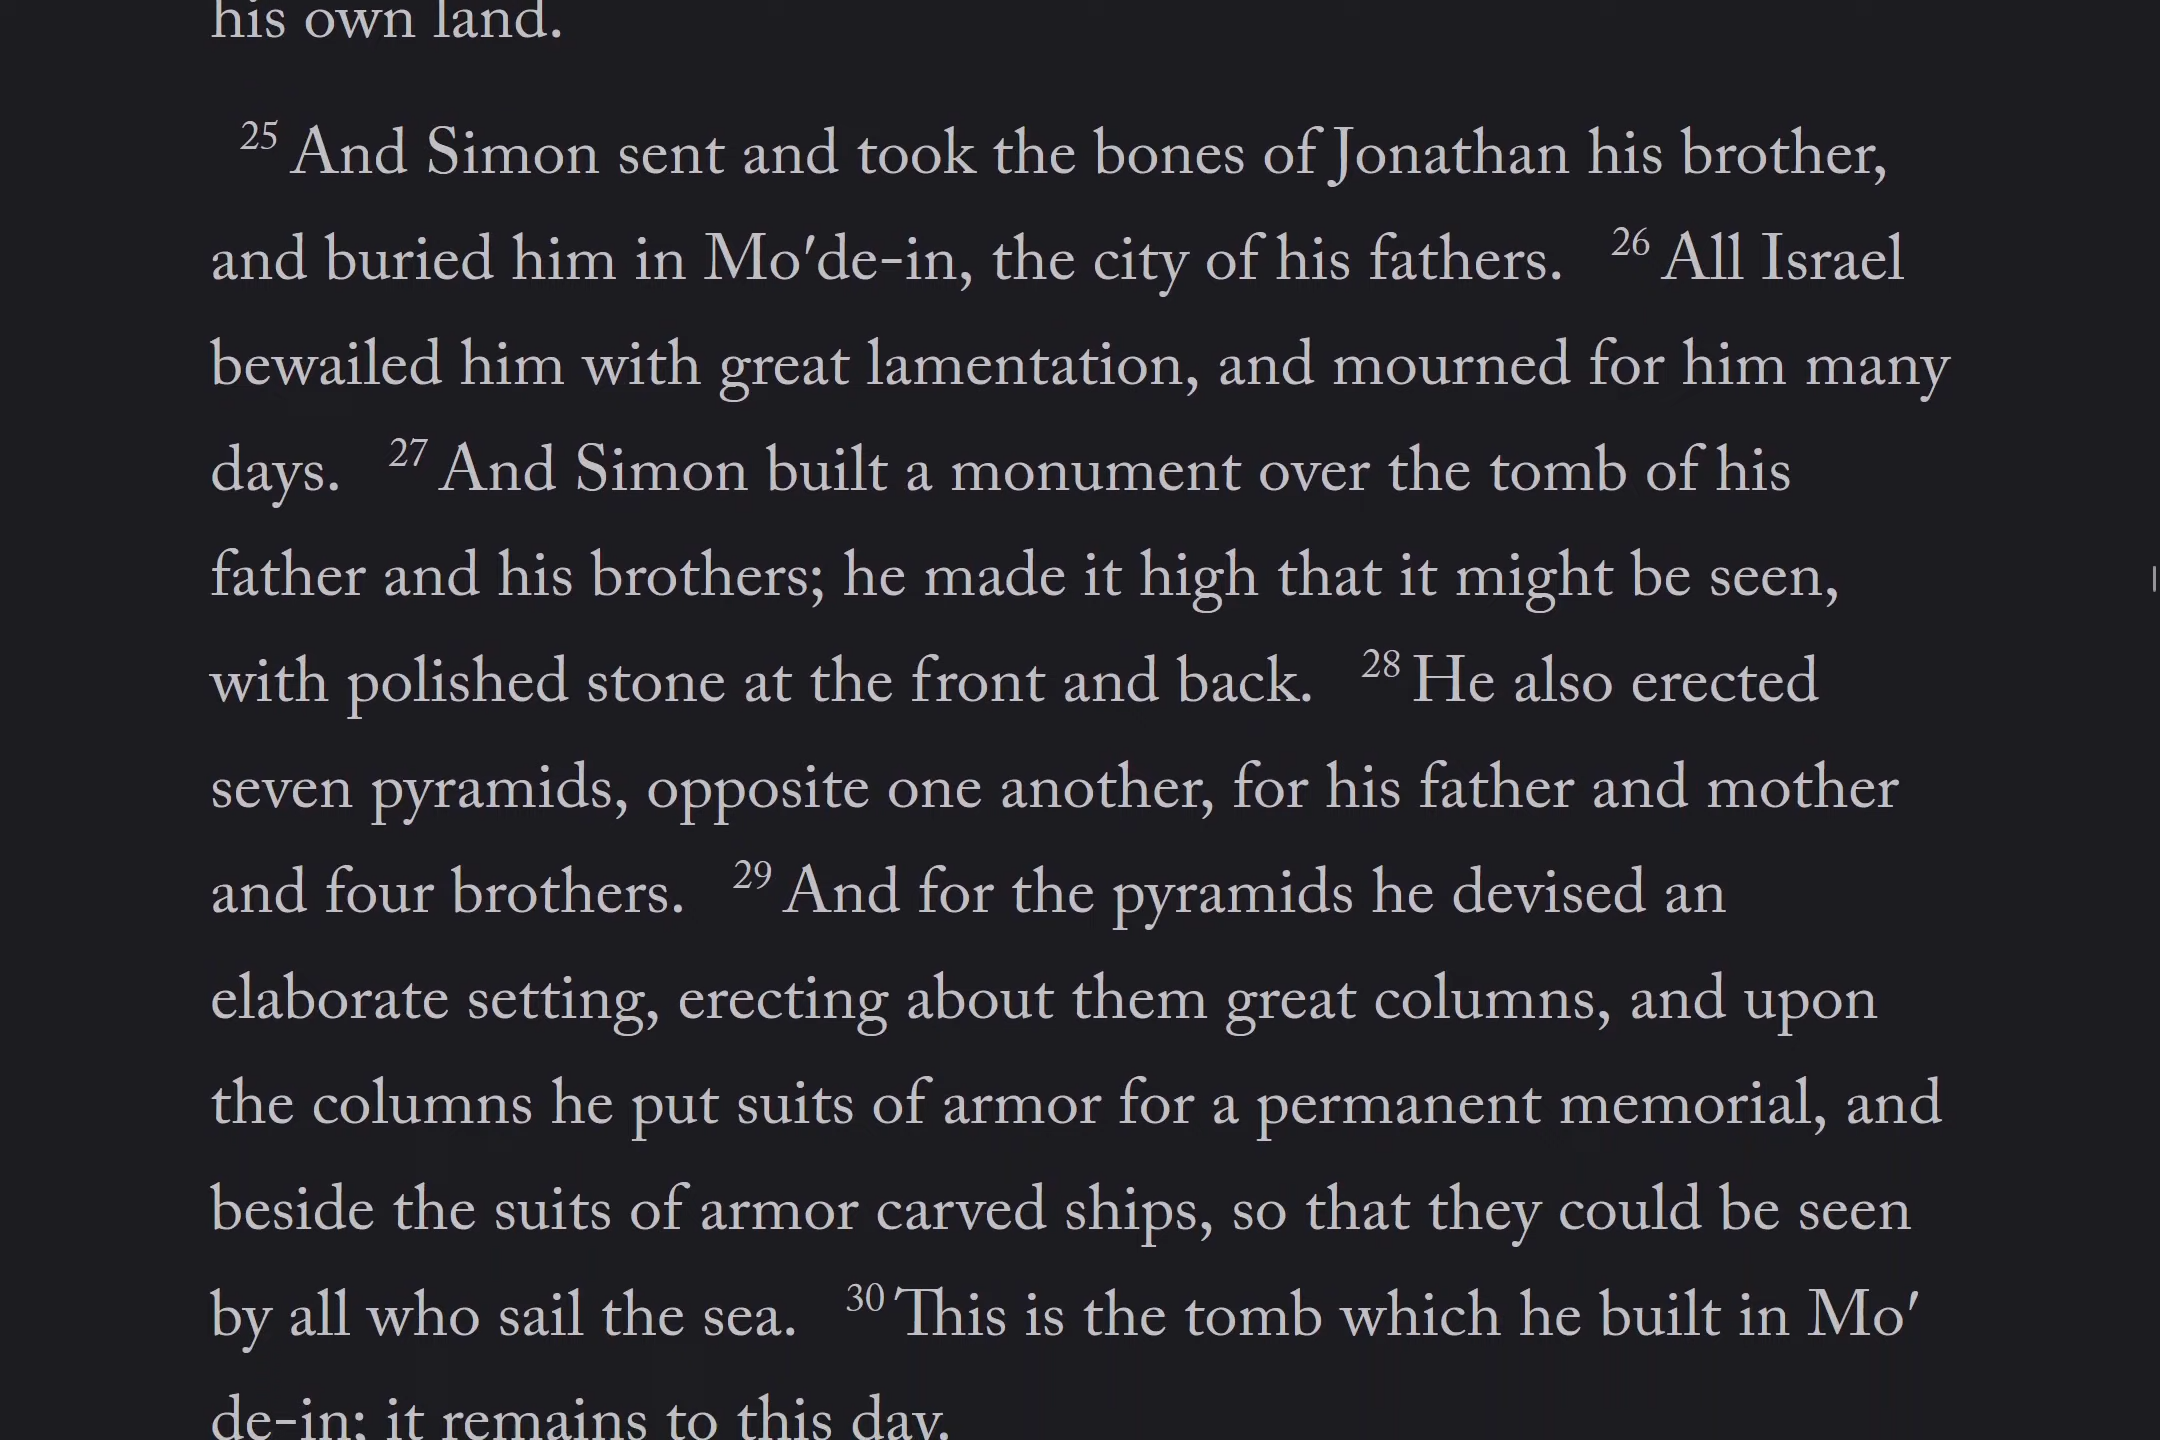 his own land.
25 And Simon sent and took the bones of Jonathan his brother,
and buried him in Mo′de-in, the city of his fathers. 26 All Israel
bewailed him with great lamentation, and mourned for him many
days. 27 And Simon built a monument over the tomb of his
father and his brothers; he made it high that it might be seen,
with polished stone at the front and back. 28 He also erected
seven pyramids, opposite one another, for his father and mother
and four brothers. 29 And for the pyramids he devised an
elaborate setting, erecting about them great columns, and upon
the columns he put suits of armor for a permanent memorial, and
beside the suits of armor carved ships, so that they could be seen
by all who sail the sea. 30 This is the tomb which he built in Mo′
de-in; it remains to this day.